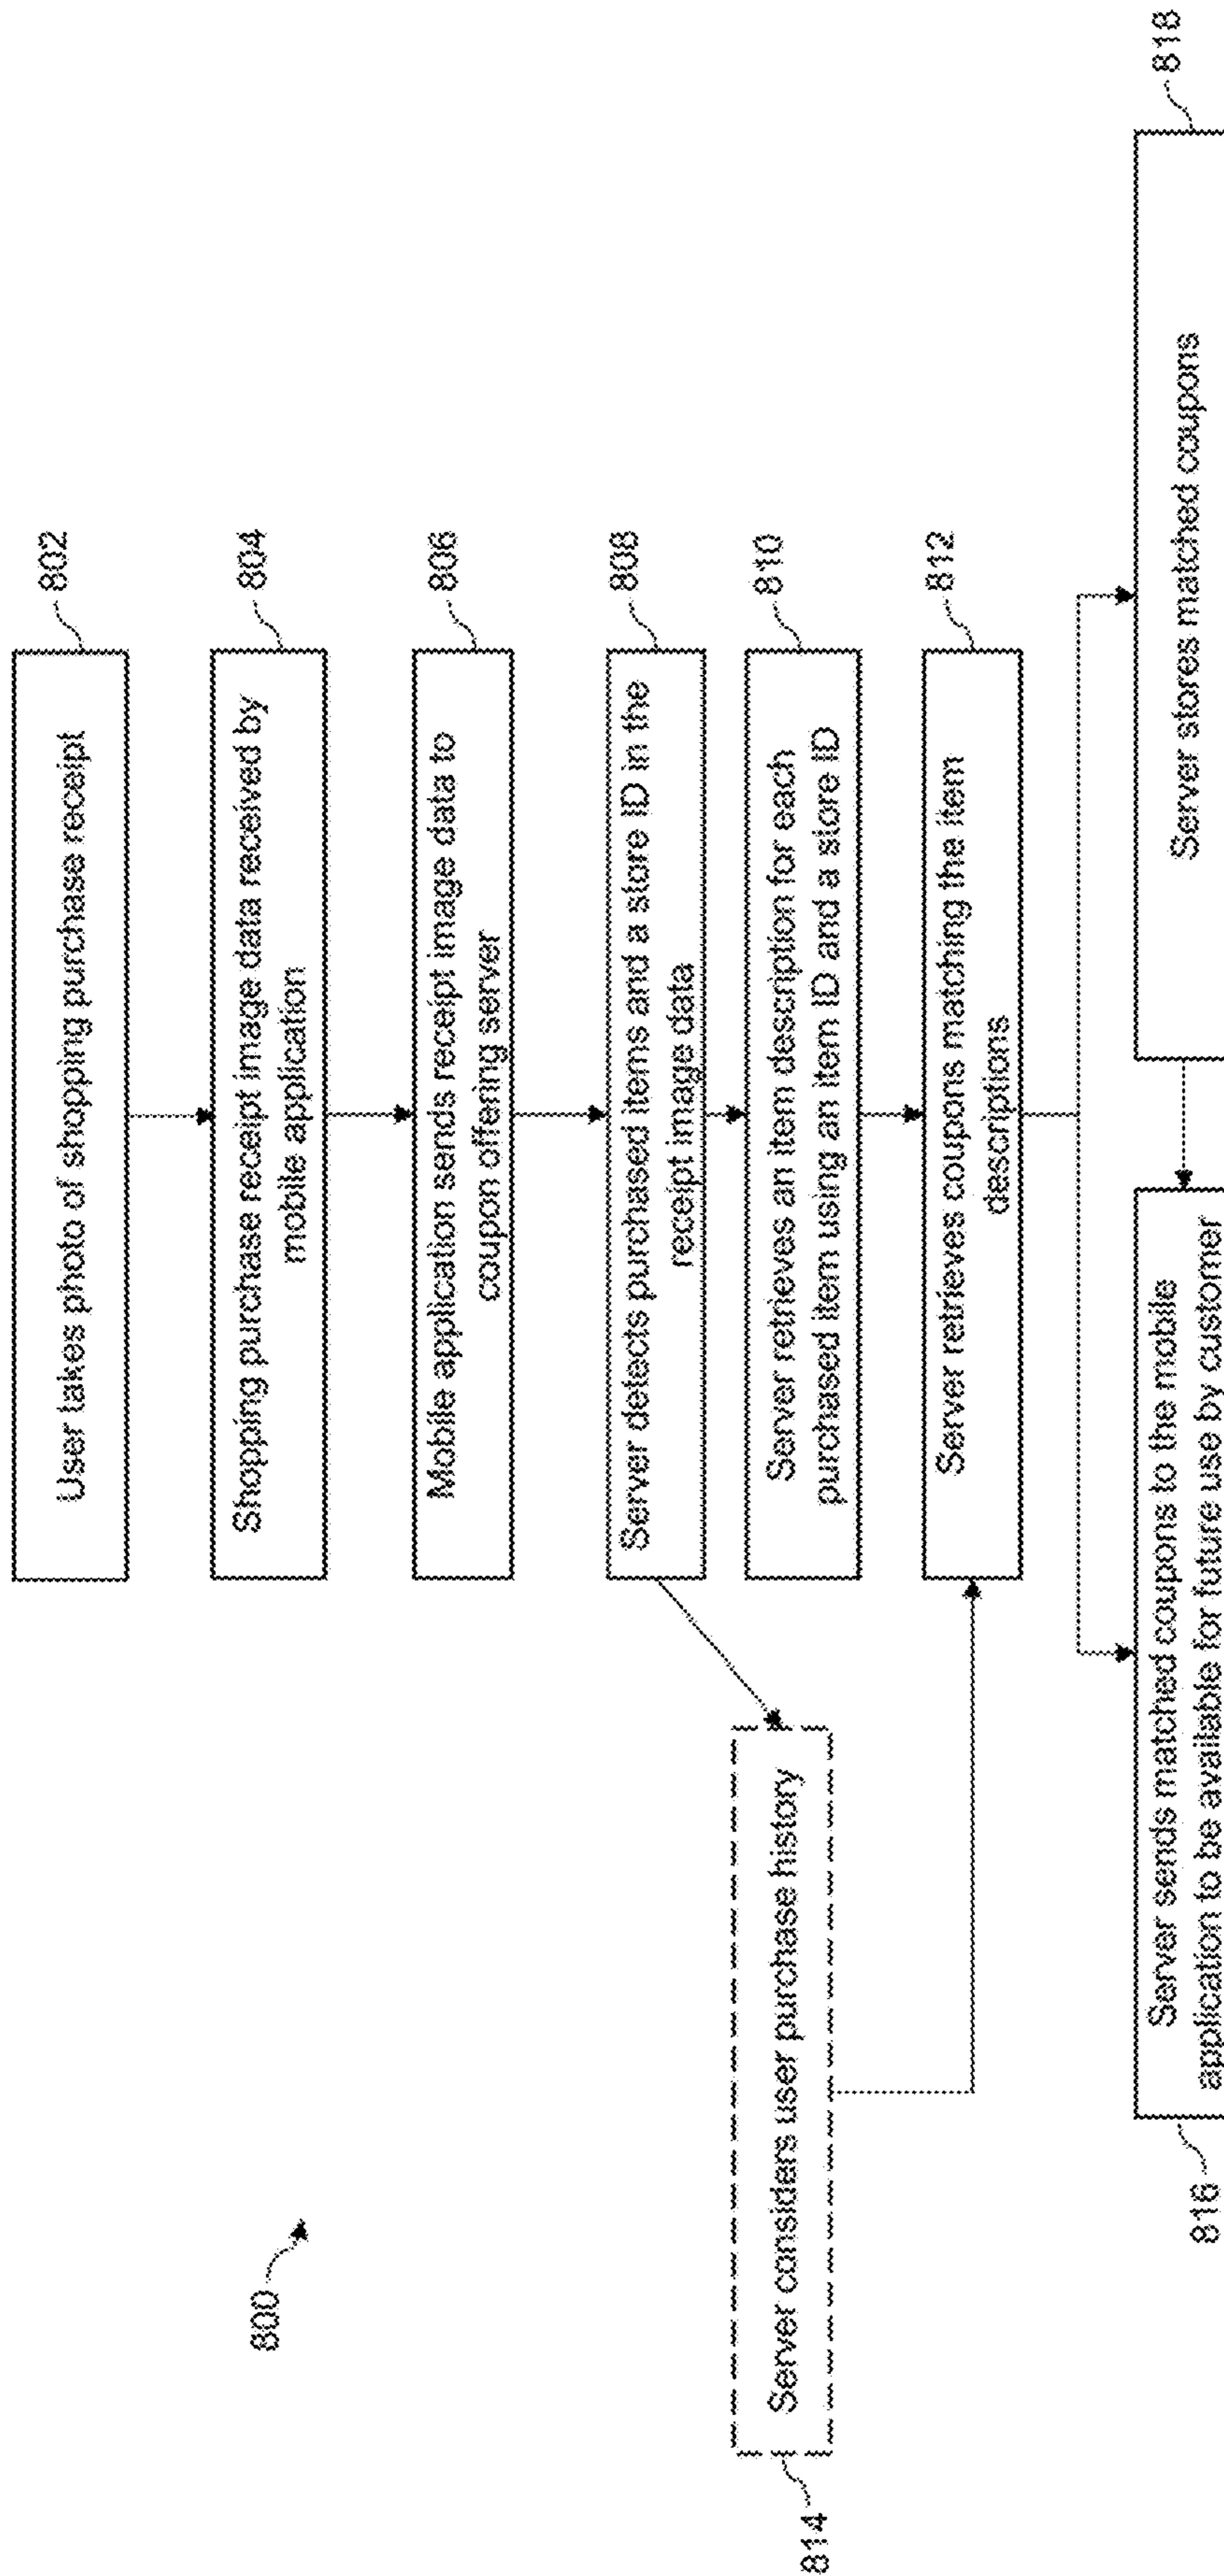 800
User takes photo of shopping purchase receipt
802
Shopping purchase receipt image data received by
mobile application
804
Mobile application sends receipt image data to
coupon offering server
806
Server detects purchased items and a store ID in the
receipt image data
808
Server considers user purchase history
814
Server retrieves an item description for each
purchased item using an item ID and a store ID
810
Server retrieves coupons matching the item
descriptions
812
Server sends matched coupons to the mobile
application to be available for future use by customer
816
Server stores matched coupons
818